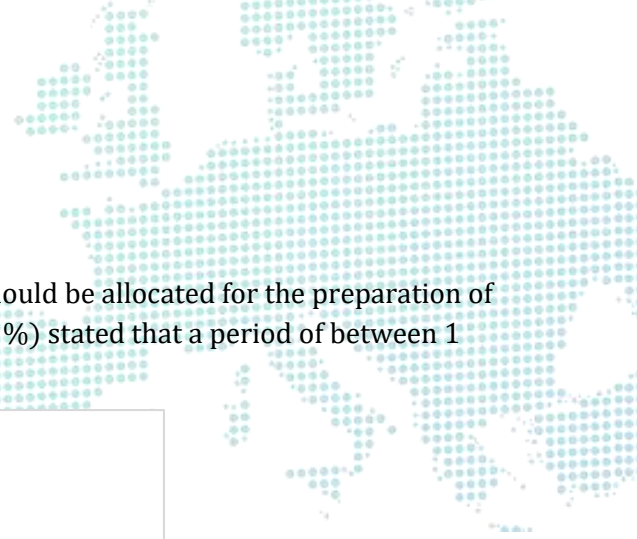 ould be allocated for the preparation of
%) stated that a period of between 1